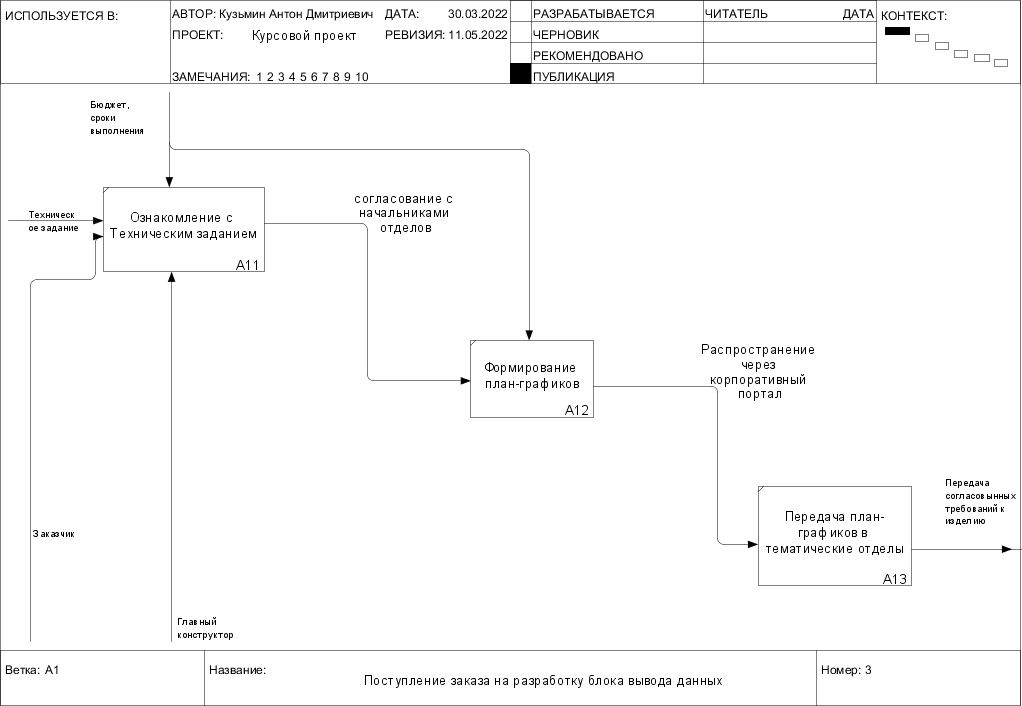 ИСПОЛЬЗУЕТСЯ В:
АВТОР: Кузьмин Антон Дмитриевич ДАТА: 30.03.2022
ПРОЕКТ: Курсовой проект РЕВИЗИЯ: 11.05.2022
ЗАМЕЧАНИЯ: 1 2 3 4 5 6 7 8 9 10
РАЗРАБАТЫВАЕТСЯ
ЧЕРНОВИК
РЕКОМЕНДОВАНО
ПУБЛИКАЦИЯ
ЧИТАТЕЛЬ ДАТА
КОНТЕКСТ:
Бюджет,
сроки
выполнения
Техническ
ое задание
Ознакомление с
Техническим заданием
A11
согласование с
начальниками
отделов
Формирование
план-графиков
A12
Распространение
через
корпоративный
портал
Передача план-
графиков в
тематические отделы
A13
Передача
согласовынных
требований к
изделию
Заказчик
Главный
конструктор
Ветка: A1
Название:
Поступление заказа на разработку блока вывода данных
Номер: 3